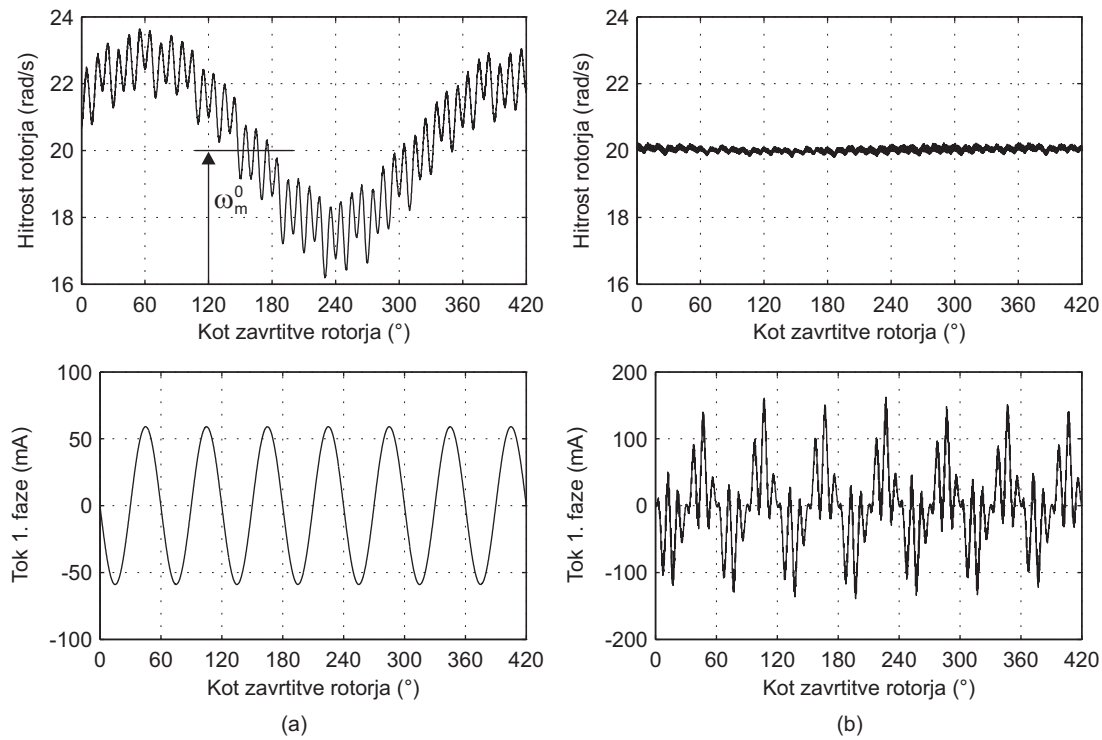 Hitrost rotorja (rad/s)
24
22
20
18
16
ω⁰ₘ
0 60 120 180 240 300 360 420
Kot zavrtitve rotorja (°)
Hitrost rotorja (rad/s)
24
22
20
18
16
0 60 120 180 240 300 360 420
Kot zavrtitve rotorja (°)
Tok 1. faze (mA)
100
50
0
-50
-100
0 60 120 180 240 300 360 420
Kot zavrtitve rotorja (°)
(a)
Tok 1. faze (mA)
200
100
0
-100
-200
0 60 120 180 240 300 360 420
Kot zavrtitve rotorja (°)
(b)